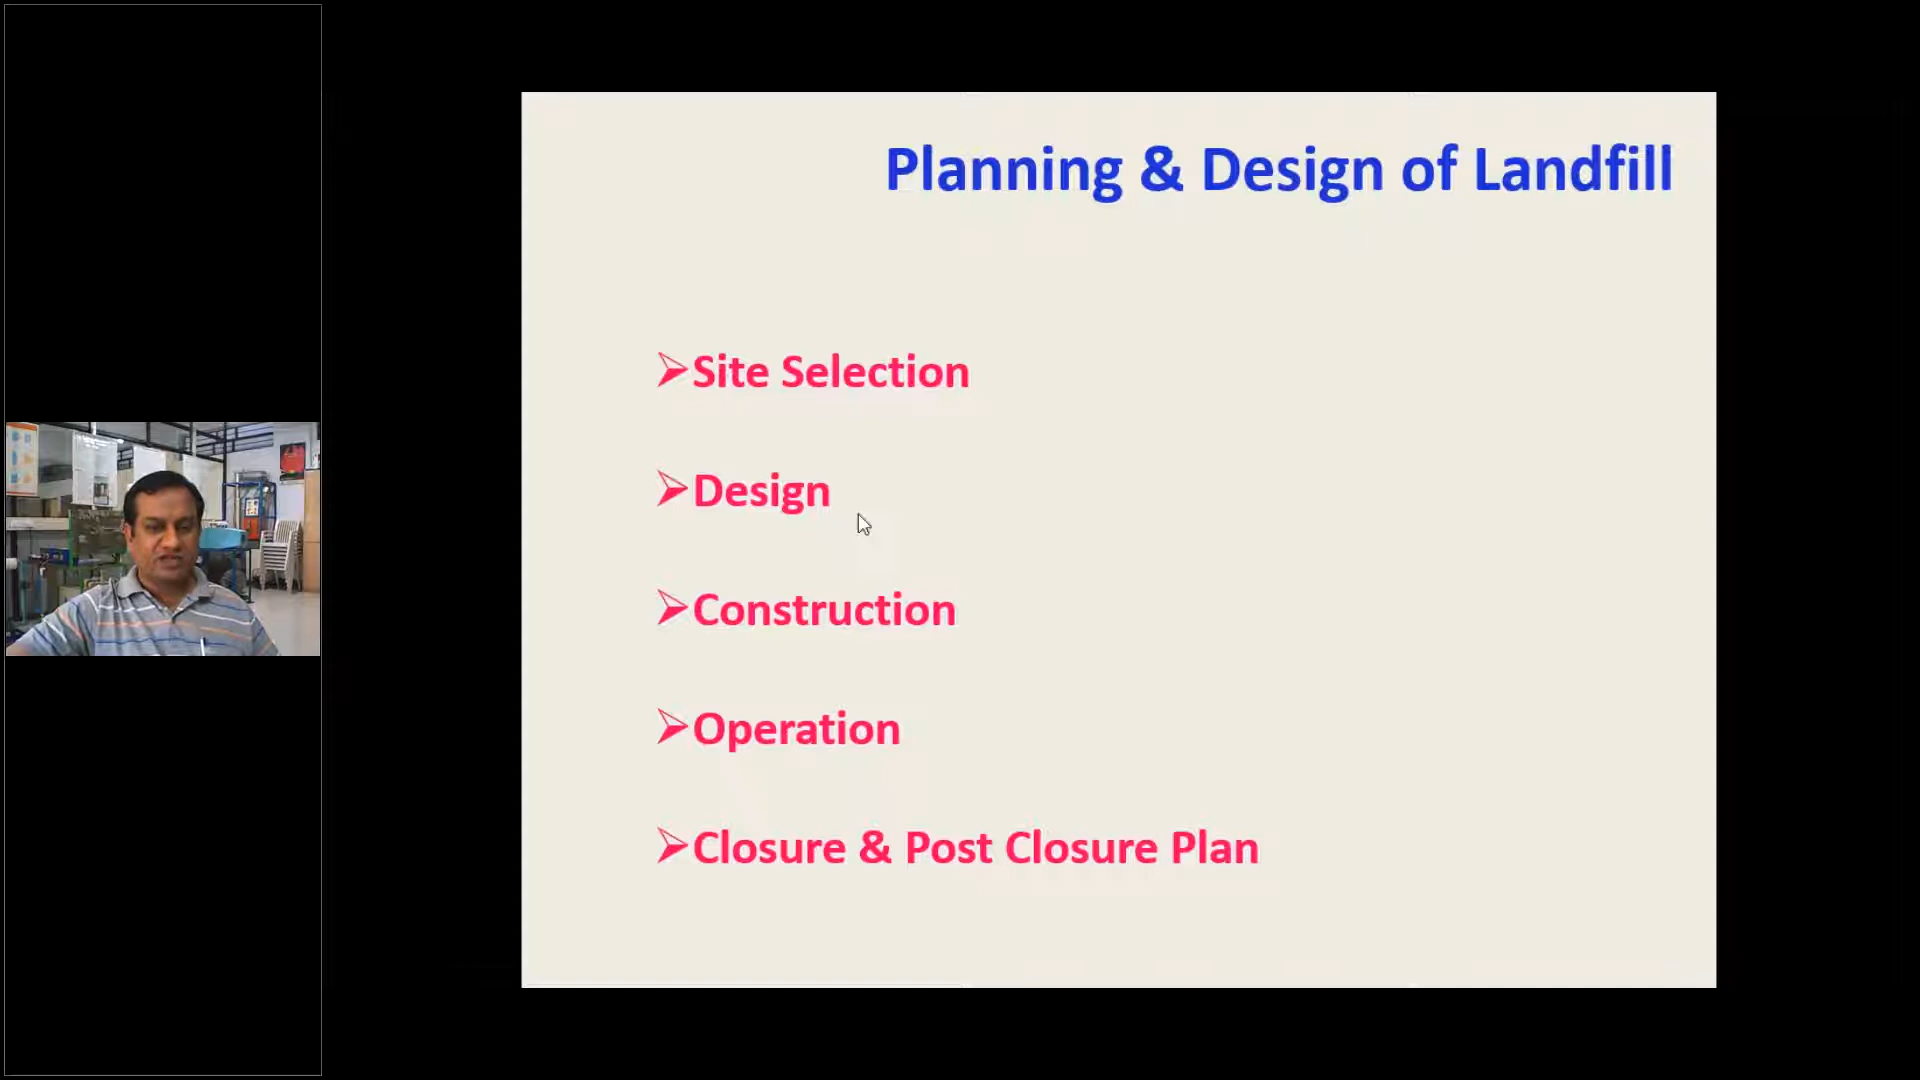 Planning & Design of Landfill
Site Selection
Design
Construction
Operation
Closure & Post Closure Plan